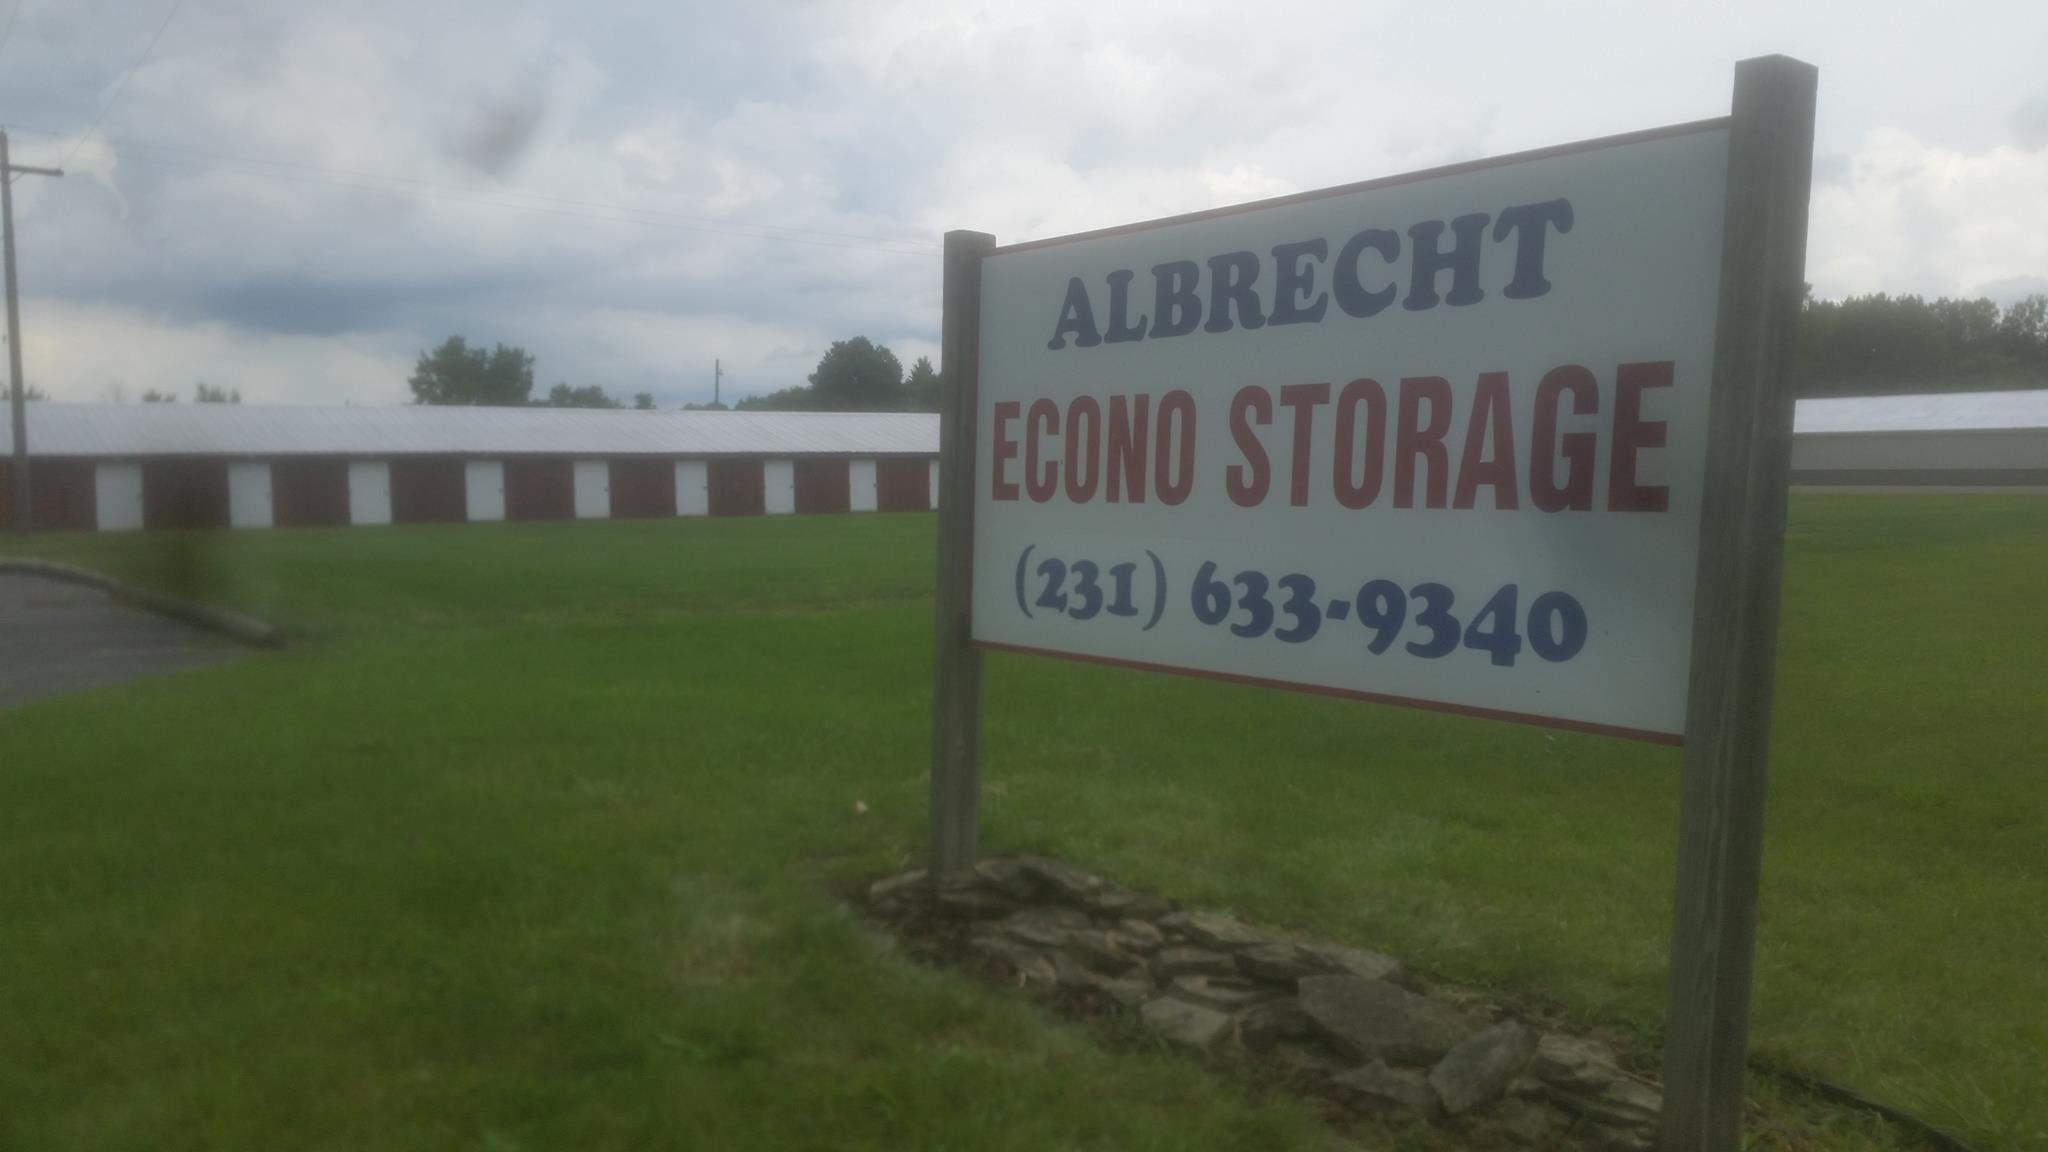 ALBRECHT
ECONO STORAGE
(231) 633-9340